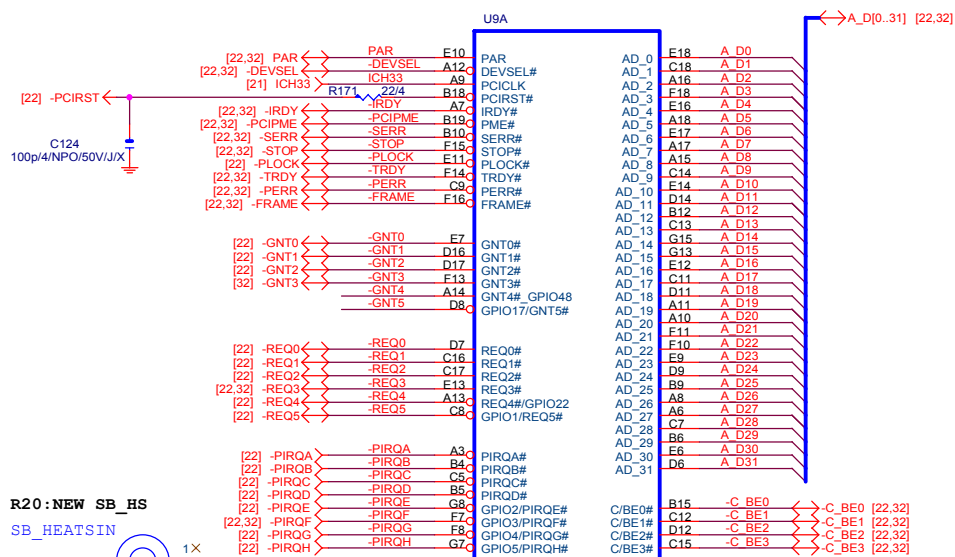 U9A
A_D[0..31] [22,32]
[22,32] PAR PAR E10 PAR AD_0 E18 A_D0
[22,32] -DEVSEL -DEVSEL A12 DEVSEL# AD_1 C18 A_D1
[21] ICH33 ICH33 A9 PCICLK AD_2 A16 A_D2
[22] -PCIRST R171 22/4 B18 PCIRST# AD_3 F18 A_D3
[22,32] -IRDY -IRDY A7 IRDY# AD_4 E16 A_D4
[22,32] -PCIPME -PCIPME B19 PME# AD_5 A18 A_D5
[22,32] -SERR -SERR B10 SERR# AD_6 E17 A_D6
[22,32] -STOP -STOP F15 STOP# AD_7 A17 A_D7
[22] -PLOCK -PLOCK E11 PLOCK# AD_8 A15 A_D8
[22,32] -TRDY -TRDY F14 TRDY# AD_9 C14 A_D9
[22,32] -PERR -PERR C9 PERR# AD_10 E14 A_D10
[22,32] -FRAME -FRAME F16 FRAME# AD_11 D14 A_D11
C124
100p/4/NPO/50V/J/X
AD_12 B12 A_D12
AD_13 C13 A_D13
[22] -GNT0 -GNT0 E7 GNT0# AD_14 G15 A_D14
[22] -GNT1 -GNT1 D16 GNT1# AD_15 G13 A_D15
[22] -GNT2 -GNT2 D17 GNT2# AD_16 E12 A_D16
[32] -GNT3 -GNT3 F13 GNT3# AD_17 C11 A_D17
-GNT4 A14 GNT4#_GPIO48 AD_18 D11 A_D18
-GNT5 D8 GPIO17/GNT5# AD_19 A11 A_D19
AD_20 A10 A_D20
AD_21 F11 A_D21
[22] -REQ0 -REQ0 D7 REQ0# AD_22 F10 A_D22
[22] -REQ1 -REQ1 C16 REQ1# AD_23 E9 A_D23
[22] -REQ2 -REQ2 C17 REQ2# AD_24 D9 A_D24
[22,32] -REQ3 -REQ3 E13 REQ3# AD_25 B9 A_D25
[22] -REQ4 -REQ4 A13 REQ4#/GPIO22 AD_26 A8 A_D26
[22] -REQ5 -REQ5 C8 GPIO1/REQ5# AD_27 A6 A_D27
AD_28 C7 A_D28
AD_29 B6 A_D29
[22] -PIRQA -PIRQA A3 PIRQA# AD_30 E6 A_D30
[22] -PIRQB -PIRQB B4 PIRQB# AD_31 D6 A_D31
[22] -PIRQC -PIRQC C5 PIRQC#
[22] -PIRQD -PIRQD B5 PIRQD#
[22] -PIRQE -PIRQE G8 GPIO2/PIRQE# C/BE0# B15 -C_BE0 -C_BE0 [22,32]
[22,32] -PIRQF -PIRQF F7 GPIO3/PIRQF# C/BE1# C12 -C_BE1 -C_BE1 [22,32]
[22] -PIRQG -PIRQG F8 GPIO4/PIRQG# C/BE2# D12 -C_BE2 -C_BE2 [22,32]
[22] -PIRQH -PIRQH G7 GPIO5/PIRQH# C/BE3# C15 -C_BE3 -C_BE3 [22,32]
R20:NEW SB_HS
SB_HEATSIN
1